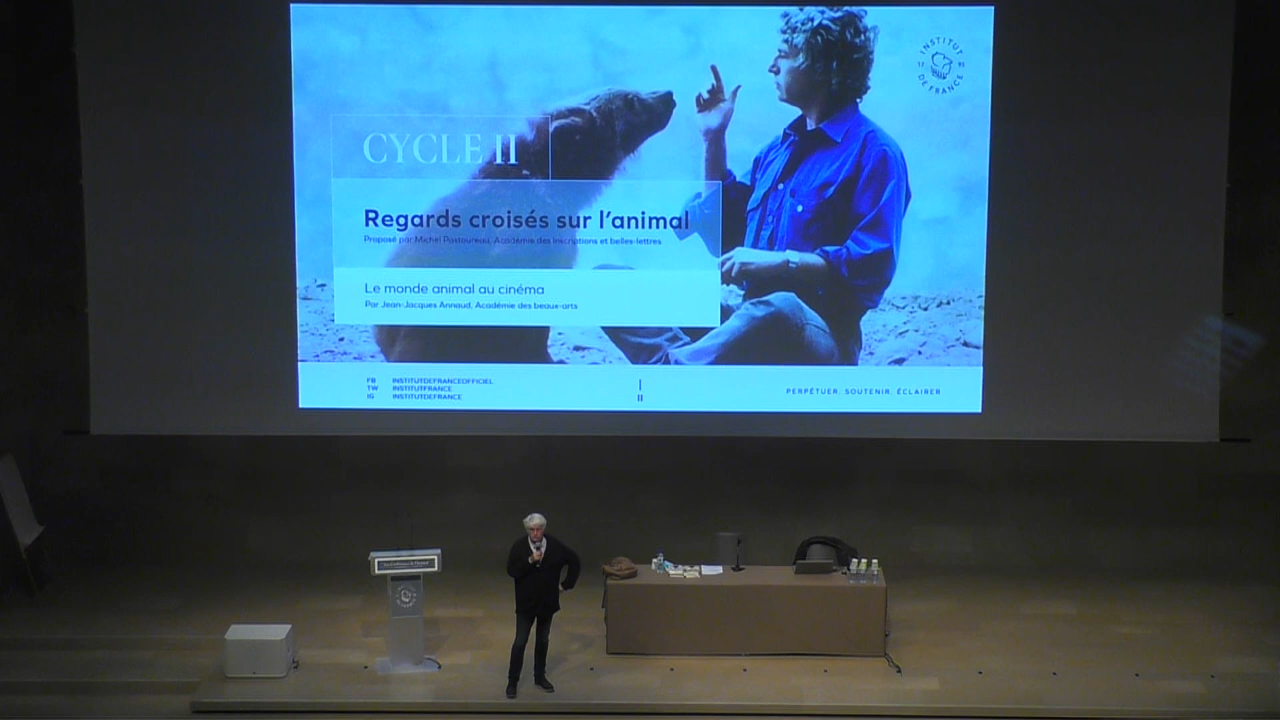 INSTITUT
DE FRANCE
CYCLE II
Regards croisés sur l'animal
Proposé par Michel Pastoureau, Académie des inscriptions et belles-lettres
Le monde animal au cinéma
Par Jean-Jacques Annaud, Académie des beaux-arts
FB INSTITUTDEFRANCEOFFICIEL
TW INSTITUTFRANCE
IG INSTITUTDEFRANCE
I
II
PERPÉTUER, SOUTENIR, ÉCLAIRER